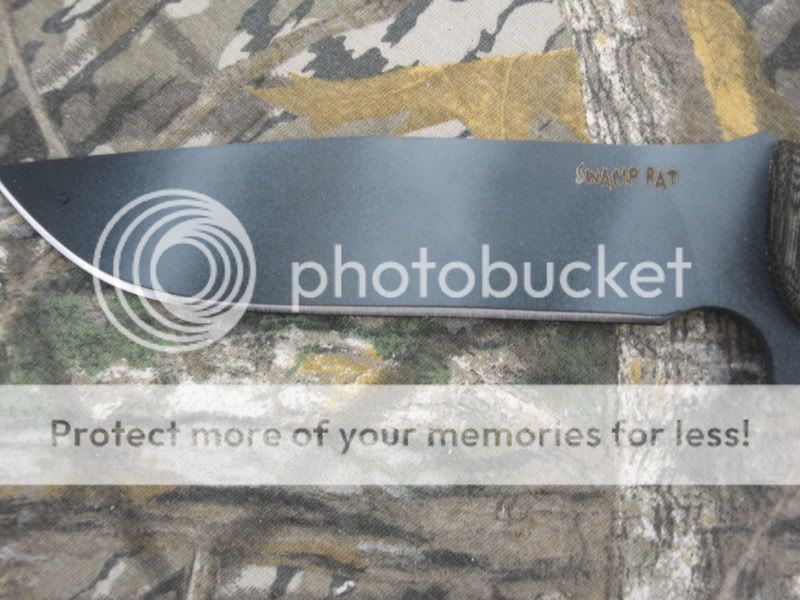 SWAMP RAT
photobucket
Protect more of your memories for less!